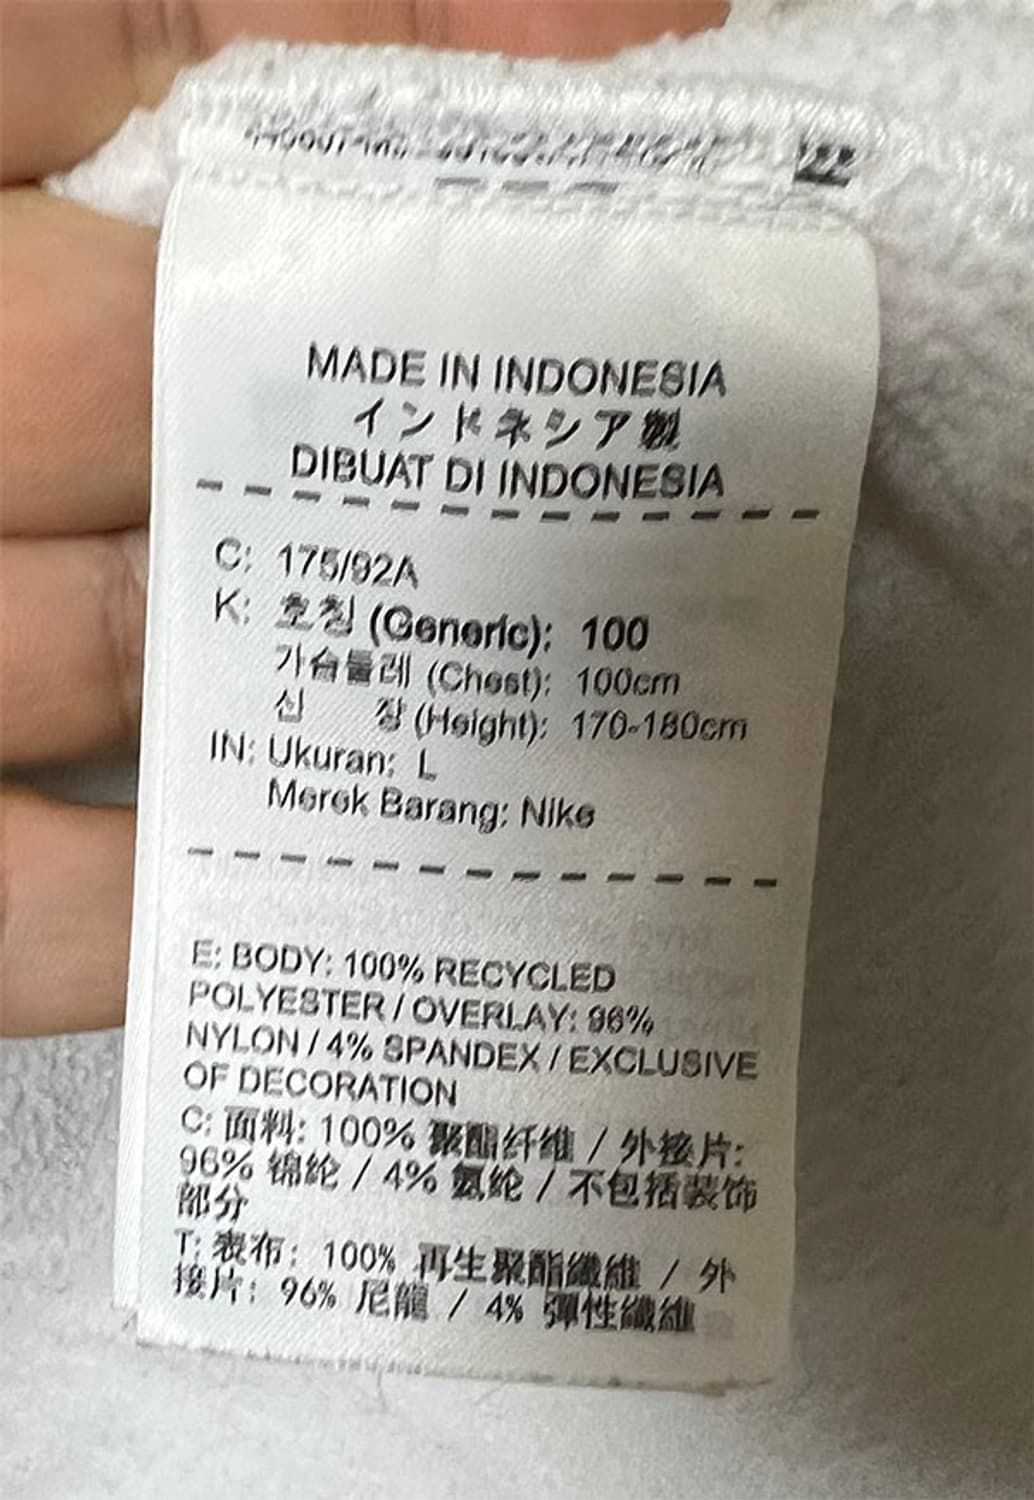 MADE IN INDONESIA
インドネシア製
DIBUAT DI INDONESIA
C: 175/92A
K: 호칭 (Generic): 100
가슴둘레 (Chest): 100cm
신 장 (Height): 170-180cm
IN: Ukuran: L
Merek Barang: Nike
E: BODY: 100% RECYCLED
POLYESTER / OVERLAY: 96%
NYLON / 4% SPANDEX / EXCLUSIVE
OF DECORATION
C: 面料: 100% 聚酯纤维 / 外接片:
96% 锦纶 / 4% 氨纶 / 不包括装饰
部分
T: 表布: 100% 再生聚酯纖維 / 外
接片: 96% 尼龍 / 4% 彈性纖維